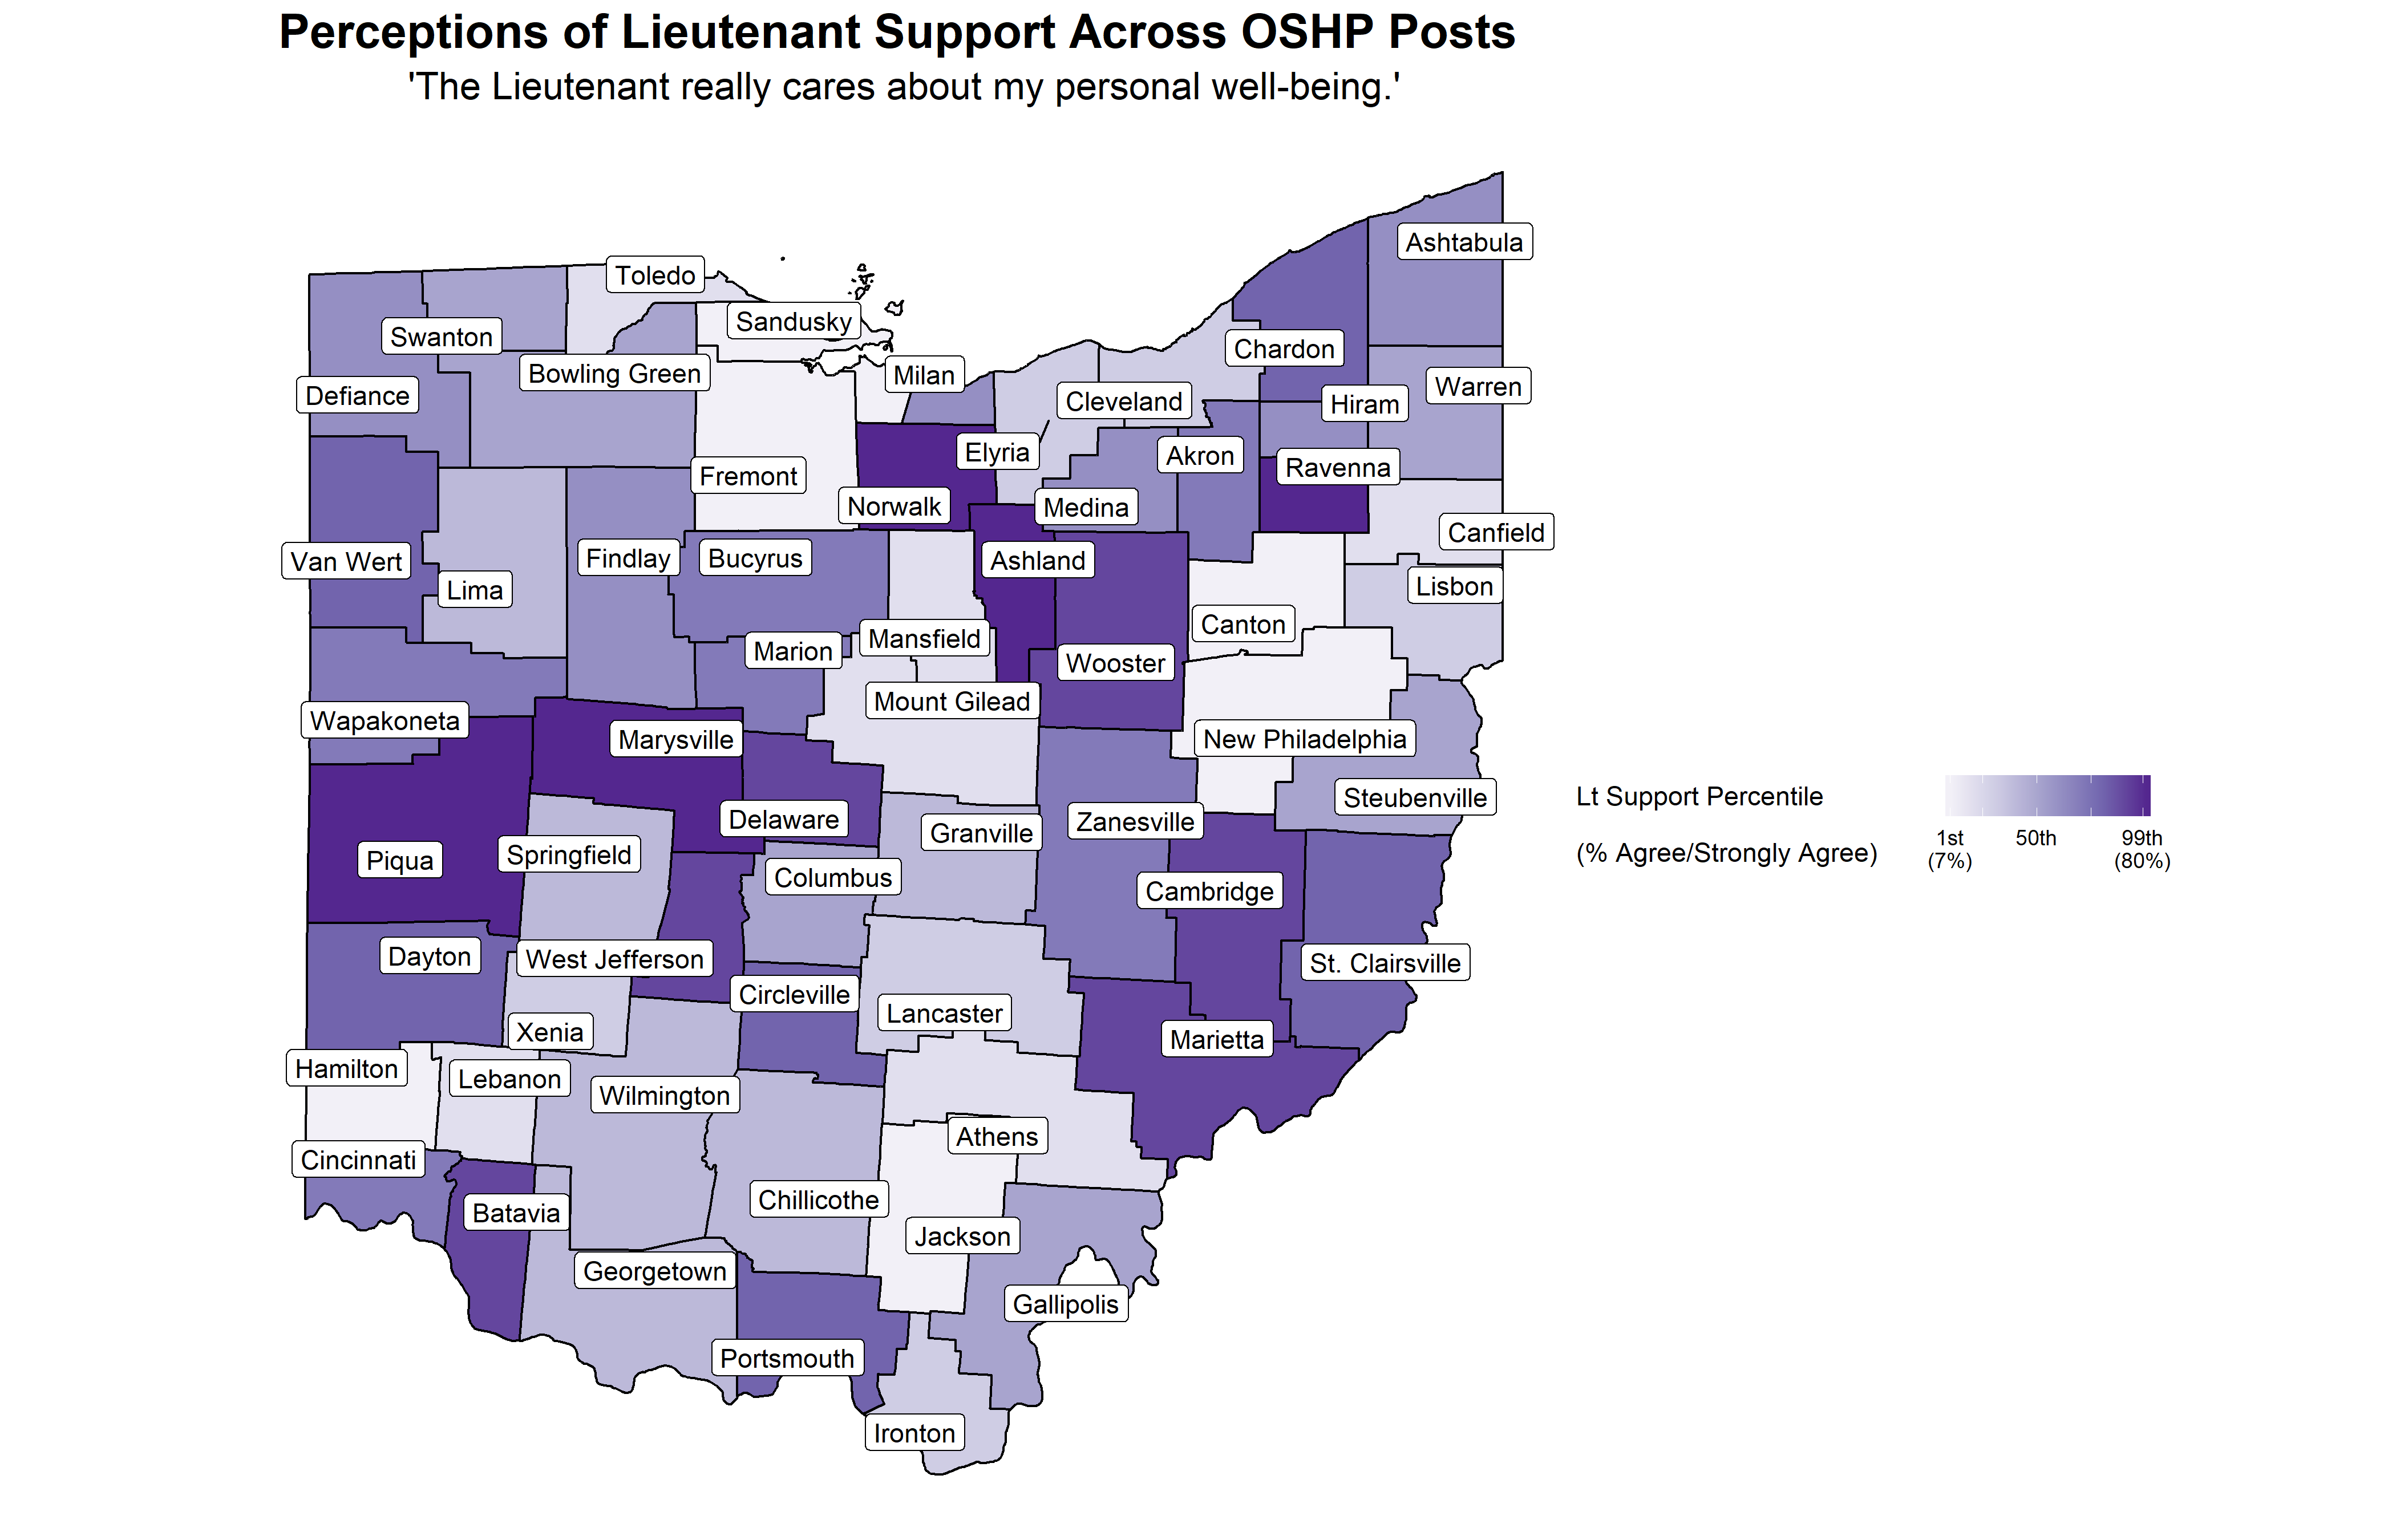 Perceptions of Lieutenant Support Across OSHP Posts
'The Lieutenant really cares about my personal well-being.'
Ashtabula
Toledo
Sandusky
Swanton
Chardon
Bowling Green
Milan
Warren
Defiance
Cleveland
Hiram
Elyria
Akron
Ravenna
Fremont
Norwalk
Medina
Canfield
Van Wert
Findlay
Bucyrus
Ashland
Lima
Lisbon
Canton
Mansfield
Marion
Wooster
Mount Gilead
Wapakoneta
Marysville
New Philadelphia
Steubenville
Delaware
Granville
Zanesville
Piqua
Springfield
Columbus
Cambridge
Dayton
West Jefferson
St. Clairsville
Circleville
Lancaster
Xenia
Marietta
Hamilton
Lebanon
Wilmington
Athens
Cincinnati
Chillicothe
Batavia
Jackson
Georgetown
Gallipolis
Portsmouth
Ironton
Lt Support Percentile
(% Agree/Strongly Agree)
1st 50th 99th
(7%) (80%)